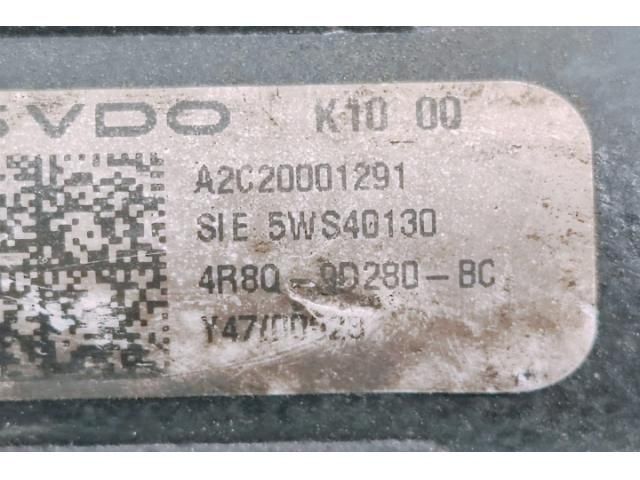 VDO K10 00
A2C20001291
SIE 5WS40130
4R8Q-9D280-BC